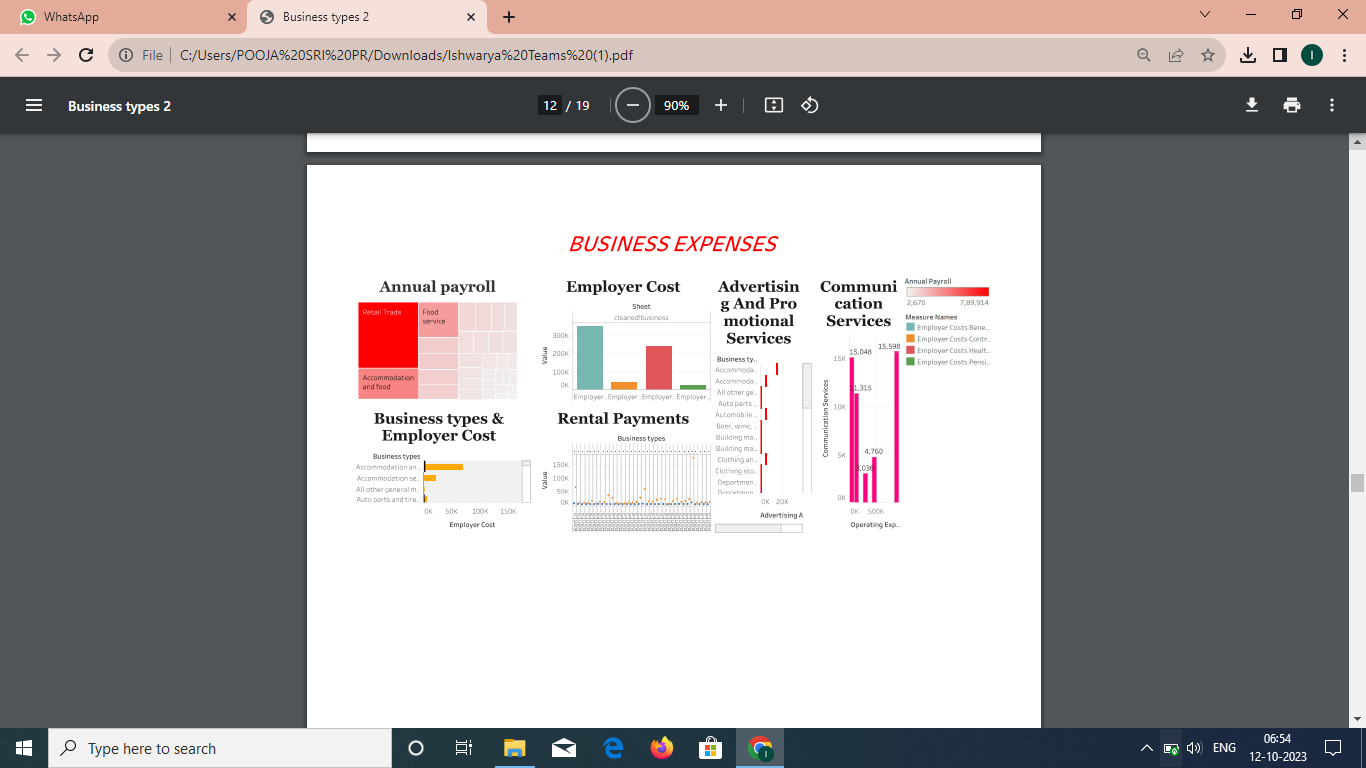 WhatsApp
Business types 2
File
C:/Users/POOJA%20SRI%20PR/Downloads/Ishwarya%20Teams%20(1).pdf
I
Business types 2
12 / 19
90%
BUSINESS EXPENSES
Annual payroll
Retail Trade
Food
service
Accommodation
and food
Employer Cost
Sheet
cleaned!business
Value
300K
200K
100K
0K
Employer.. Employer.. Employer.. Employer..
Advertisin
g And Pro
motional
Services
Business ty..
Accommoda..
Accommoda..
All other ge..
Auto parts..
Automobile ..
Beer, wine, ..
Building ma..
Building ma..
Clothing an..
Clothing sto..
Departmen..
Departmen..
0K 20K
Advertising A
Communi
cation
Services
Communication Services
15K
10K
5K
0K
15,048
15,598
11,315
4,760
3,036
0K 500K
Operating Exp..
Annual Payroll
2,670 7,89,914
Measure Names
Employer Costs Bene..
Employer Costs Contr..
Employer Costs Healt..
Employer Costs Pensi..
Business types &
Employer Cost
Business types
Accommodation an..
Accommodation se..
All other general m..
Auto parts and tire..
0K 50K 100K 150K
Employer Cost
Rental Payments
Business types
Value
150K
100K
50K
0K
Type here to search
ENG
06:54
12-10-2023